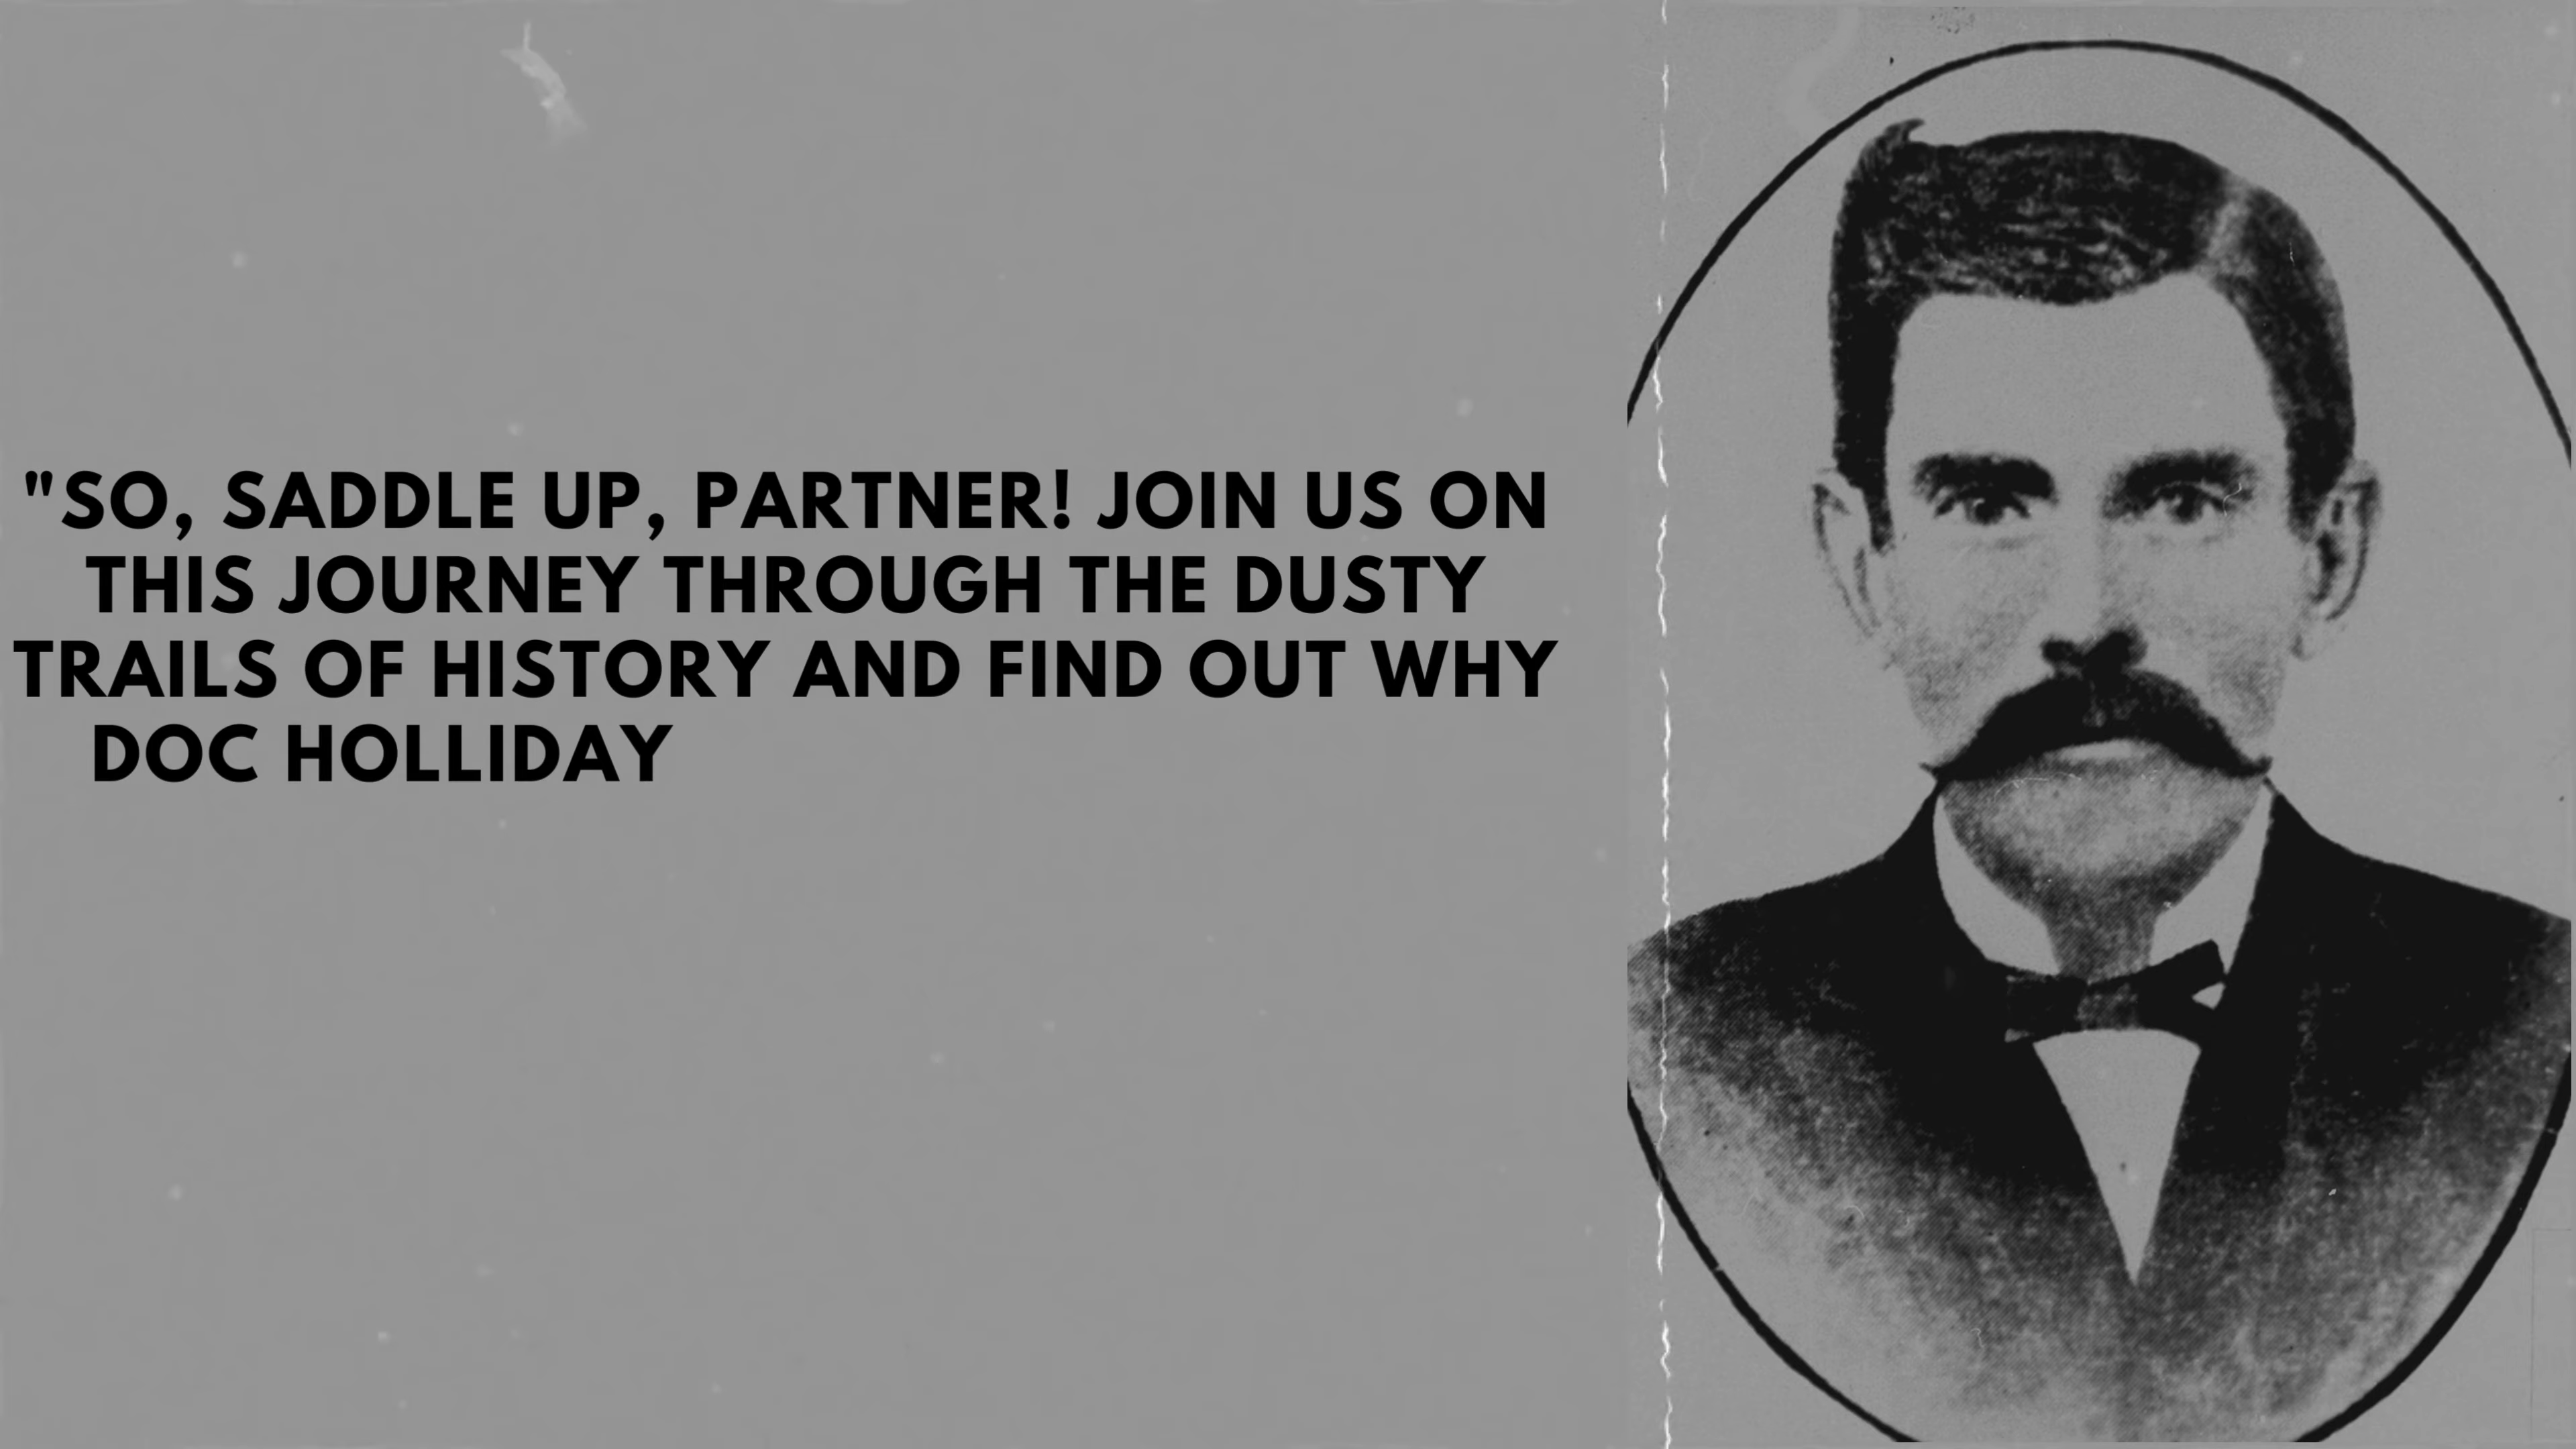 "SO, SADDLE UP, PARTNER! JOIN US ON
THIS JOURNEY THROUGH THE DUSTY
TRAILS OF HISTORY AND FIND OUT WHY
DOC HOLLIDAY